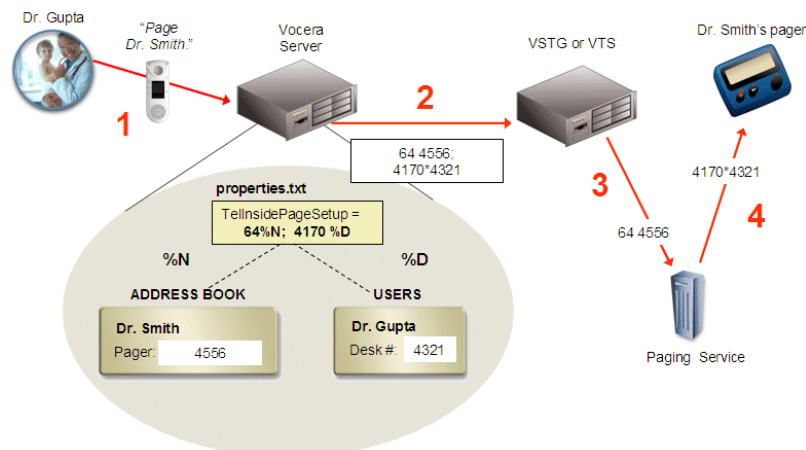 Dr. Gupta
“Page
Dr. Smith.”
Vocera
Server
VSTG or VTS
Dr. Smith's pager
1
2
64 4556;
4170*4321
3
4170*4321
4
properties.txt
TelInsidePageSetup =
64%N; 4170 %D
64 4556
%N
%D
ADDRESS BOOK
USERS
Dr. Smith
Pager: 4556
Dr. Gupta
Desk #: 4321
Paging Service